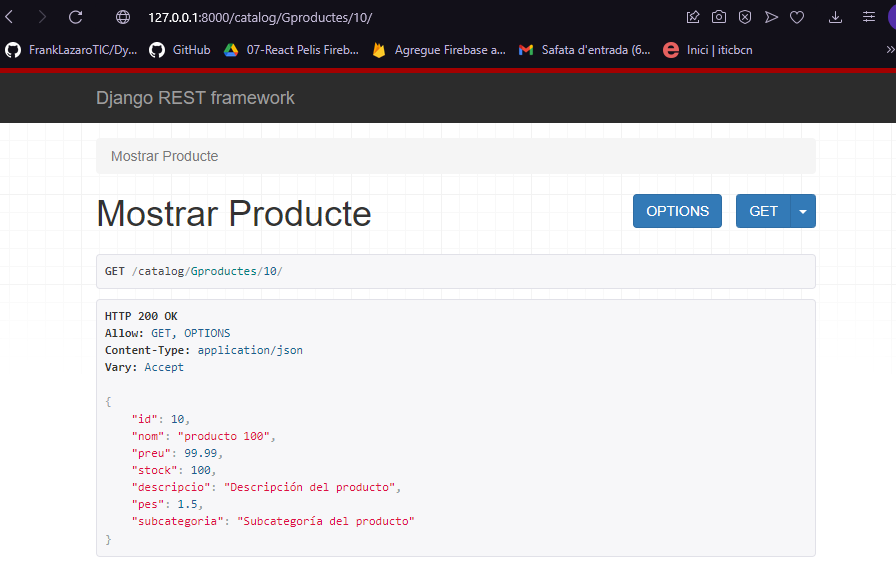 127.0.0.1:8000/catalog/Gproductes/10/
FrankLazaroTIC/Dy... GitHub 07-React Pelis Fireb... Agregue Firebase a... Safata d'entrada (6... Inici | iticbcn
Django REST framework
Mostrar Producte
Mostrar Producte
OPTIONS GET
GET /catalog/Gproductes/10/
HTTP 200 OK
Allow: GET, OPTIONS
Content-Type: application/json
Vary: Accept
{
"id": 10,
"nom": "producto 100",
"preu": 99.99,
"stock": 100,
"descripcio": "Descripción del producto",
"pes": 1.5,
"subcategoria": "Subcategoría del producto"
}